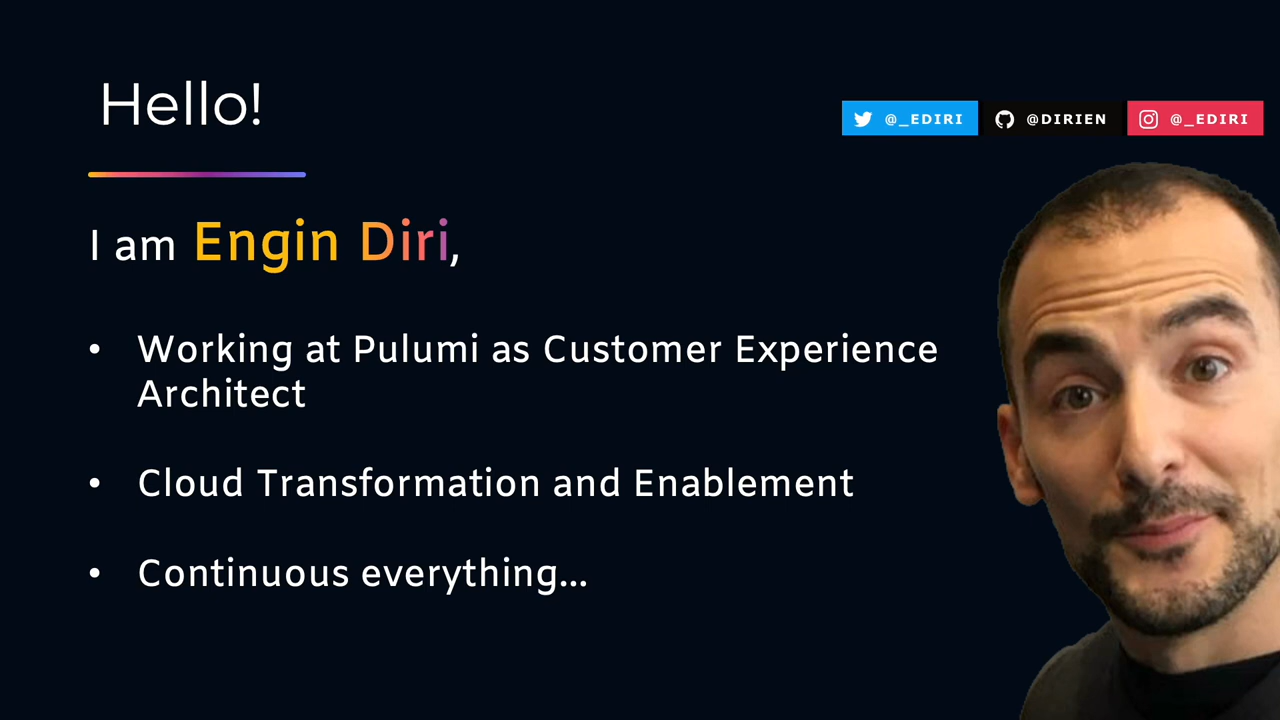 Hello!
@_EDIRI @DIRIEN @_EDIRI
I am Engin Diri,
• Working at Pulumi as Customer Experience
Architect
• Cloud Transformation and Enablement
• Continuous everything...